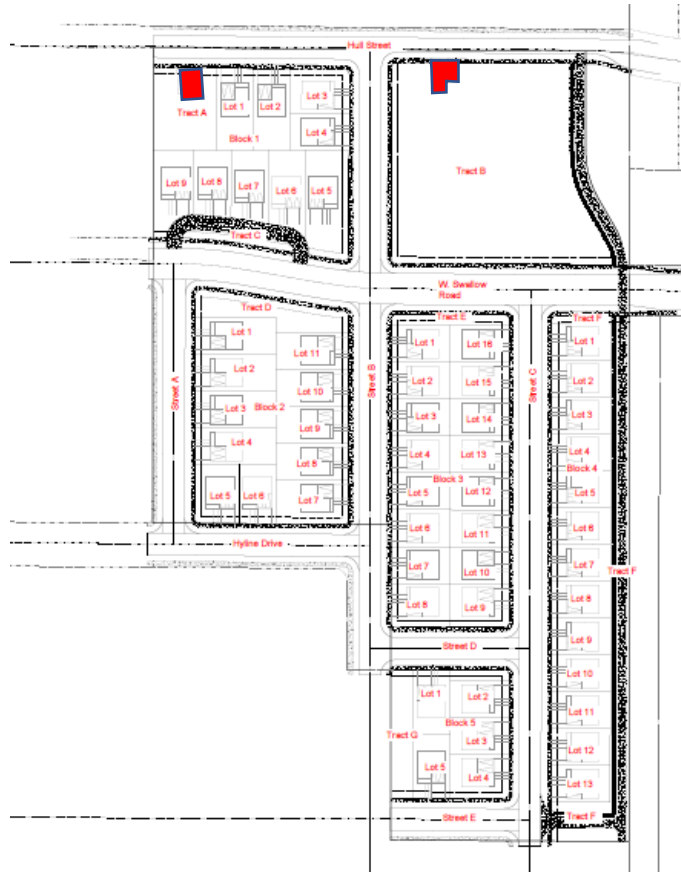 Hull Street
Lot 1
Lot 2
Lot 3
Tract A
Lot 4
Block 1
Tract B
Lot 9
Lot 8
Lot 7
Lot 6
Lot 5
Tract C
W. Swallow
Road
Tract D
Tract E
Tract F
Street A
Lot 1
Lot 2
Lot 3
Lot 4
Lot 5
Lot 6
Block 2
Lot 11
Lot 10
Lot 9
Lot 8
Lot 7
Hyline Drive
Street B
Lot 1
Lot 2
Lot 3
Lot 4
Block 3
Lot 5
Lot 6
Lot 7
Lot 8
Lot 16
Lot 15
Lot 14
Lot 13
Lot 12
Lot 11
Lot 10
Lot 9
Street C
Lot 1
Lot 2
Lot 3
Lot 4
Block 4
Lot 5
Lot 6
Lot 7
Tract F
Lot 8
Lot 9
Lot 10
Lot 11
Lot 12
Lot 13
Tract F
Street D
Lot 1
Lot 2
Block 5
Tract G
Lot 3
Lot 5
Lot 4
Street E